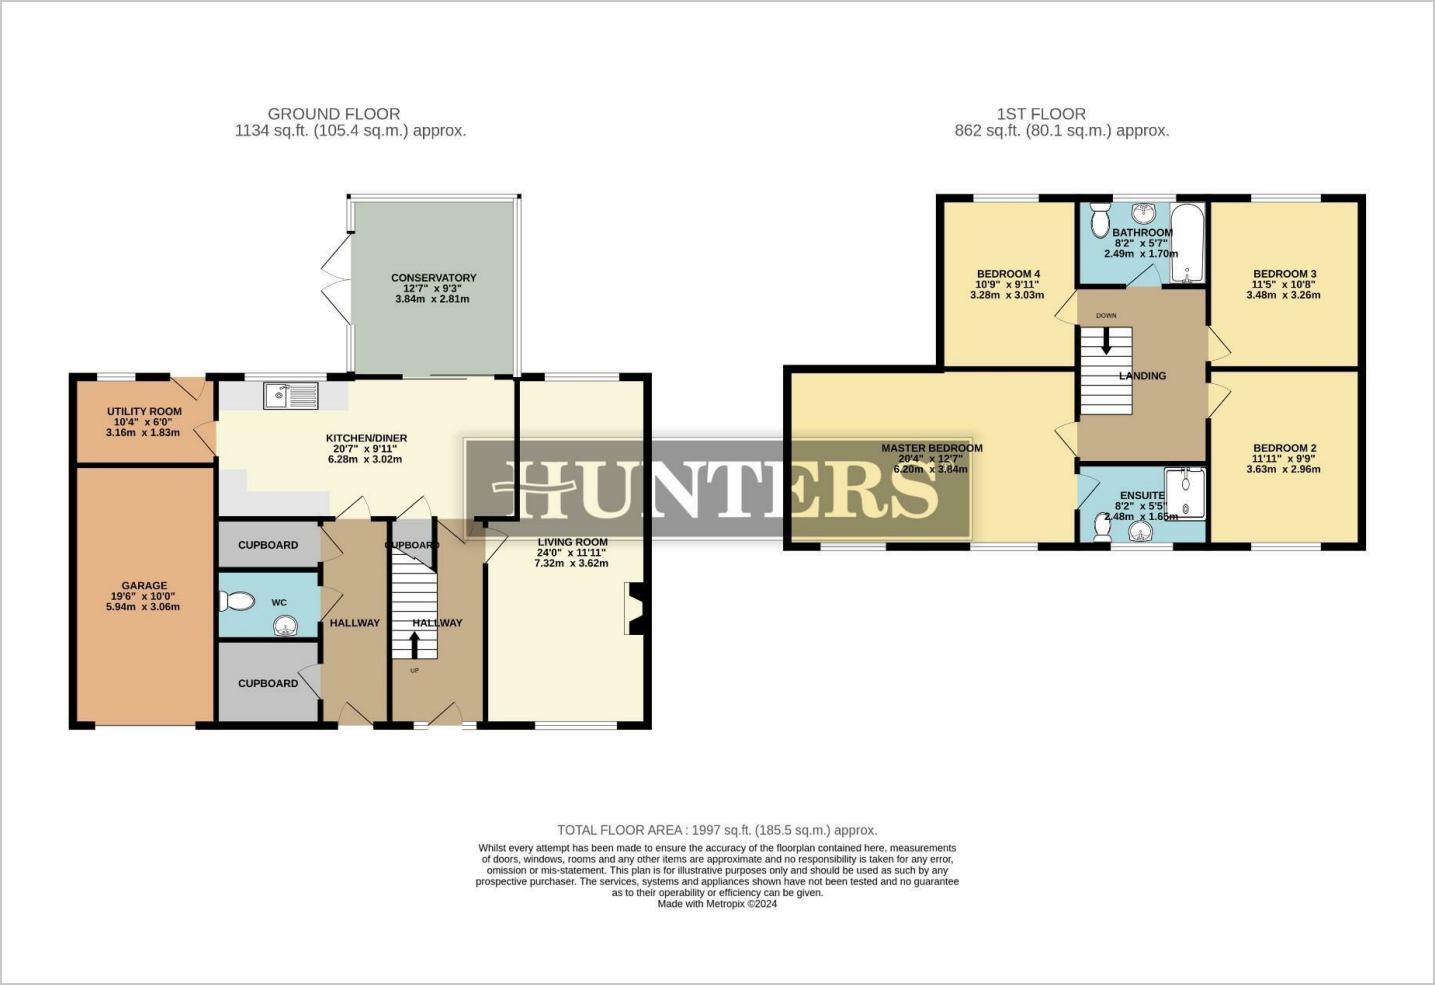 GROUND FLOOR
1134 sq.ft. (105.4 sq.m.) approx.
1ST FLOOR
862 sq.ft. (80.1 sq.m.) approx.
CONSERVATORY
12'7" x 9'3"
3.84m x 2.81m
UTILITY ROOM
10'4" x 6'0"
3.16m x 1.83m
KITCHEN/DINER
20'7" x 9'11"
6.28m x 3.02m
CUPBOARD
CUPBOARD
LIVING ROOM
24'0" x 11'11"
7.32m x 3.62m
GARAGE
19'6" x 10'0"
5.94m x 3.06m
WC
HALLWAY
HALLWAY
UP
CUPBOARD
BEDROOM 4
10'9" x 9'11"
3.28m x 3.03m
BATHROOM
8'2" x 5'7"
2.49m x 1.70m
BEDROOM 3
11'5" x 10'8"
3.48m x 3.26m
DOWN
LANDING
MASTER BEDROOM
20'4" x 12'7"
6.20m x 3.84m
BEDROOM 2
11'11" x 9'9"
3.63m x 2.96m
ENSUITE
8'2" x 5'5"
2.48m x 1.65m
HUNTERS
TOTAL FLOOR AREA : 1997 sq.ft. (185.5 sq.m.) approx.
Whilst every attempt has been made to ensure the accuracy of the floorplan contained here, measurements
of doors, windows, rooms and any other items are approximate and no responsibility is taken for any error,
omission or mis-statement. This plan is for illustrative purposes only and should be used as such by any
prospective purchaser. The services, systems and appliances shown have not been tested and no guarantee
as to their operability or efficiency can be given.
Made with Metropix ©2024